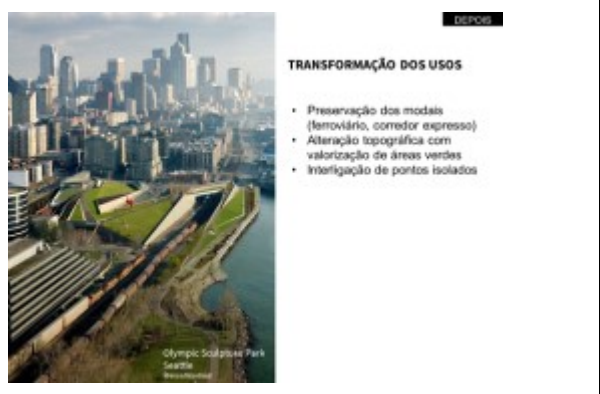 DEPOIS
TRANSFORMAÇÃO DOS USOS
• Preservação dos modais
(ferroviário, corredor expresso)
• Alteração topográfica com
valorização de áreas verdes
• Interligação de pontos isolados
Olympic Sculpture Park
Seattle